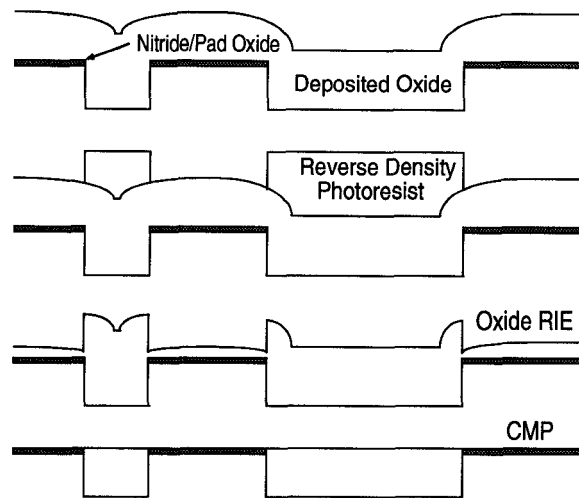 Nitride/Pad Oxide
Deposited Oxide
Reverse Density
Photoresist
Oxide RIE
CMP